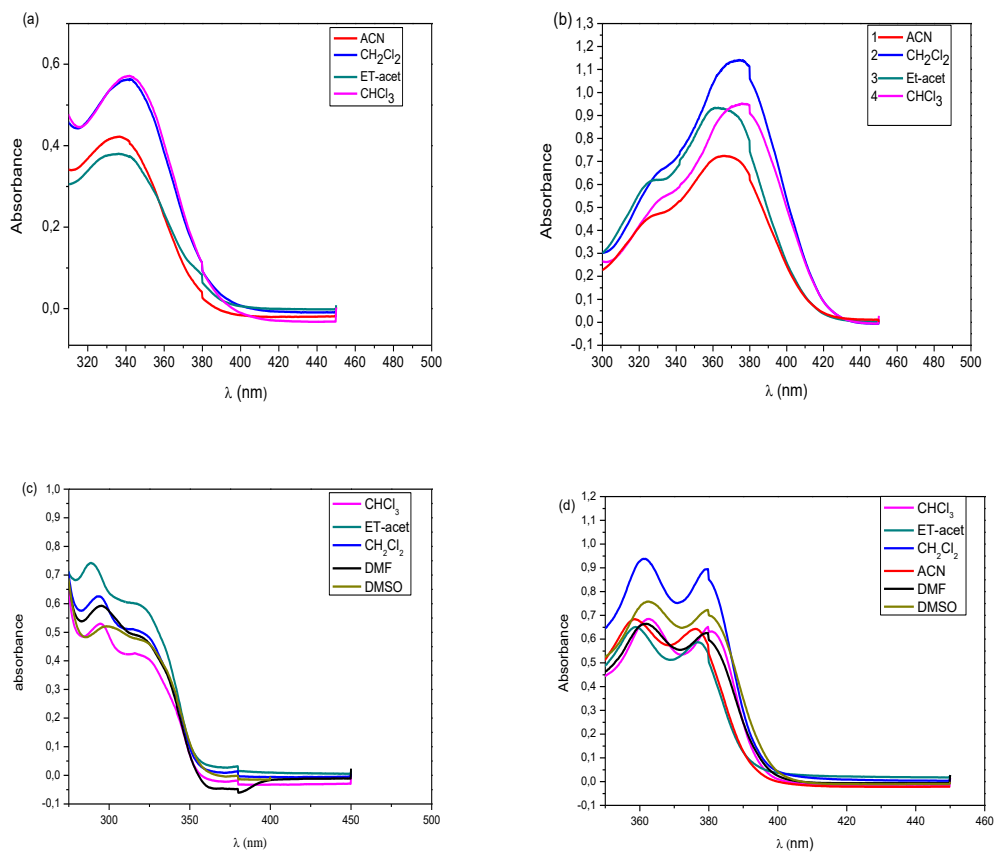 (a)
ACN
CH2Cl2
ET-acet
CHCl3
0,6
0,4
0,2
0,0
Absorbance
320 340 360 380 400 420 440 460 480 500
λ (nm)
(b)
1 ACN
2 CH2Cl2
3 Et-acet
4 CHCl3
1,3
1,2
1,1
1,0
0,9
0,8
0,7
0,6
0,5
0,4
0,3
0,2
0,1
0,0
-0,1
Absorbance
300 320 340 360 380 400 420 440 460 480 500
λ (nm)
(c)
CHCl3
ET-acet
CH2Cl2
DMF
DMSO
1,0
0,9
0,8
0,7
0,6
0,5
0,4
0,3
0,2
0,1
0,0
0,1
absorbance
300 350 400 450 500
λ (nm)
(d)
CHCl3
ET-acet
CH2Cl2
ACN
DMF
DMSO
1,2
1,1
1,0
0,9
0,8
0,7
0,6
0,5
0,4
0,3
0,2
0,1
0,0
-0,1
Absorbance
350 360 380 400 420 440 460
λ (nm)